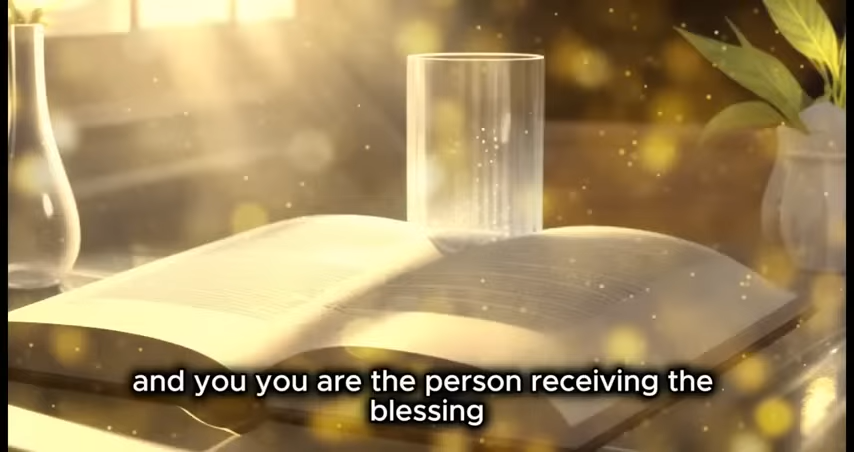 and you you are the person receiving the
blessing